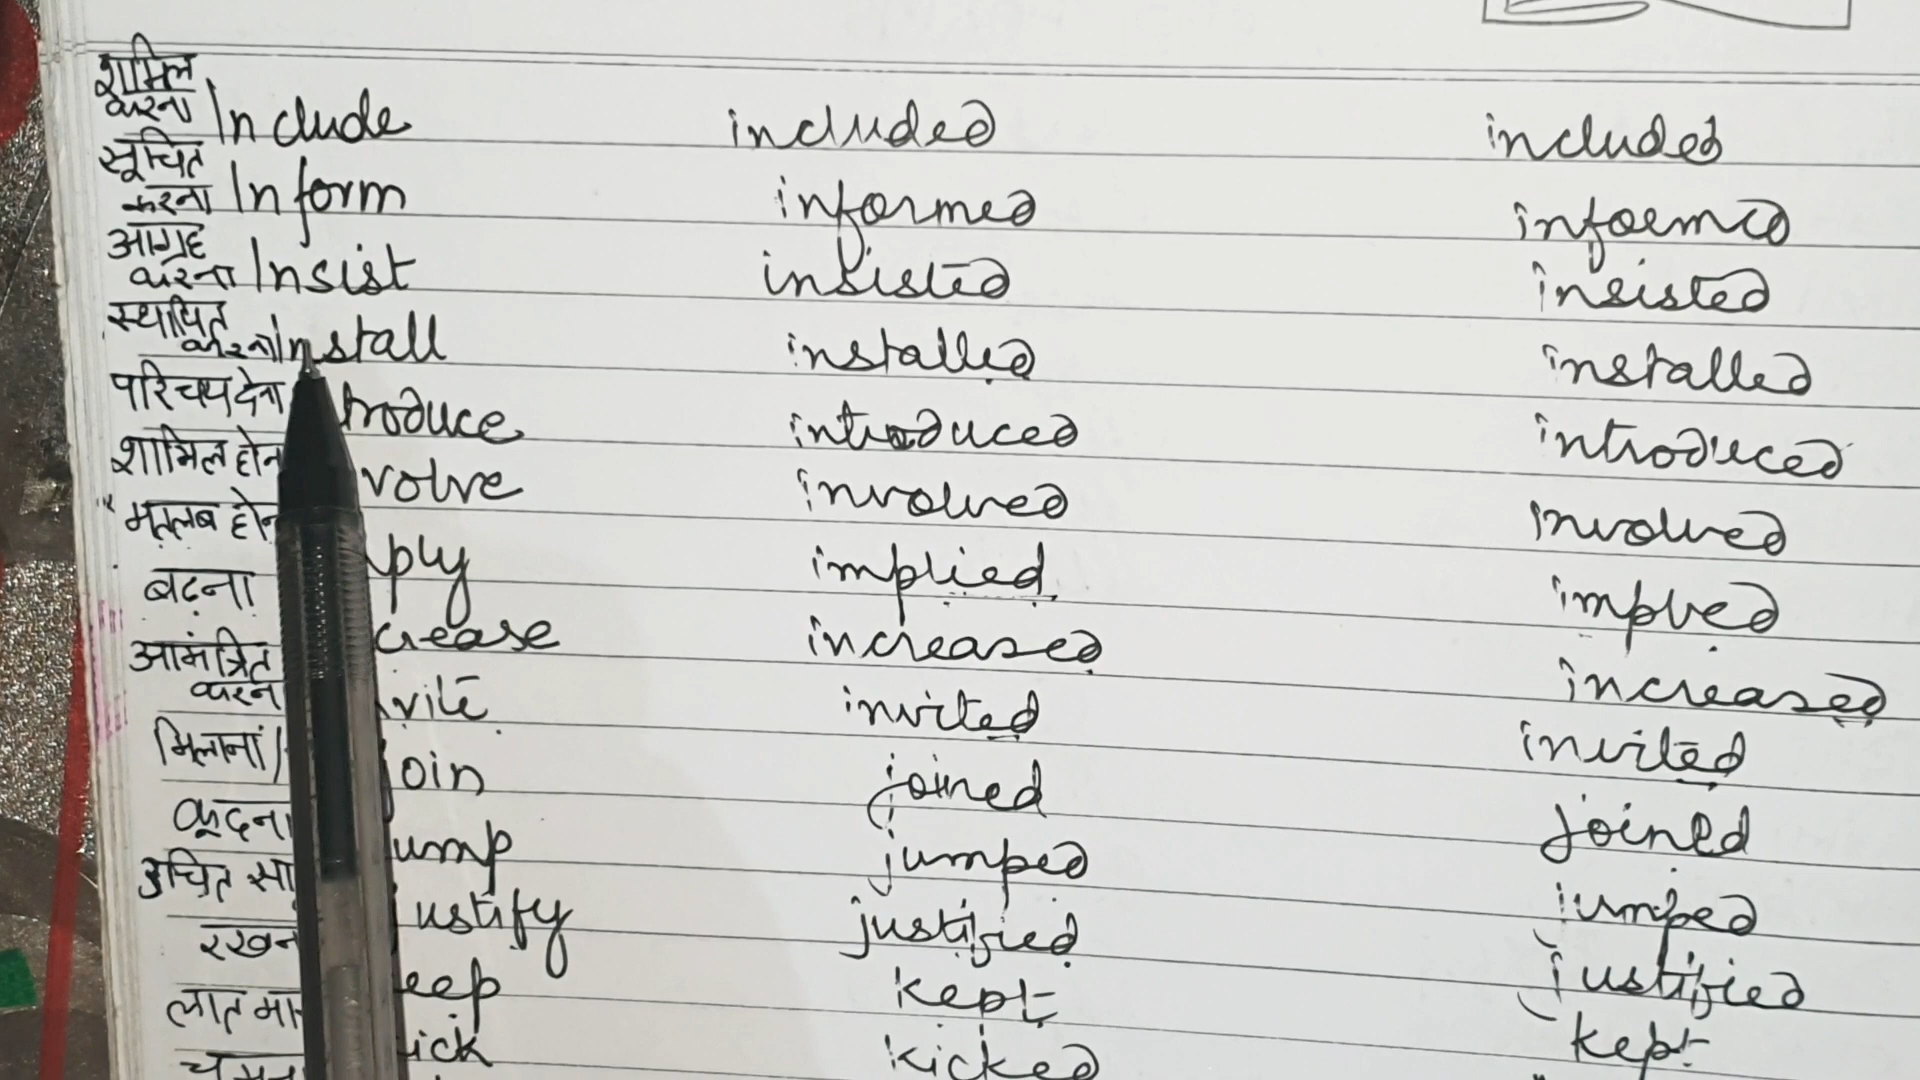 शामिल
करना Include included included
सूचित
करना Inform informed informed
आग्रह
करना Insist insisted insisted
स्थापित
करना Install installed installed
परिचय देना troduce introduced introduced
शामिल होन volve involved involved
मतलब होन ply implied implied
बढ़ना crease increased increased
आमंत्रित
करन vite invited invited
मिलाना/ join joined joined
कूदना ump jumped jumped
उचित सा justify justified justified
रखन eep kept kept
लात मा ick kicked